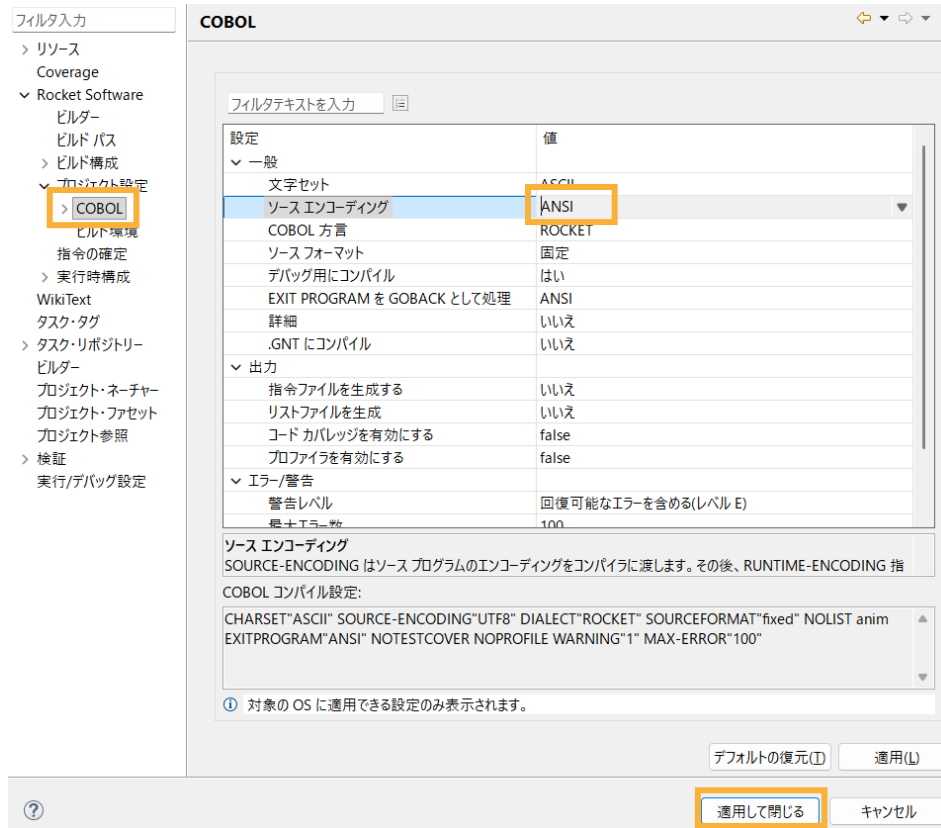 フィルタ入力
リソース
Coverage
Rocket Software
ビルダー
ビルド パス
ビルド構成
プロジェクト設定
COBOL
ビルド環境
指令の確定
実行時構成
WikiText
タスク・タグ
タスク・リポジトリー
ビルダー
プロジェクト・ネーチャー
プロジェクト・ファセット
プロジェクト参照
検証
実行/デバッグ設定
COBOL
フィルタテキストを入力
設定 値
一般
文字セット ASCII
ソース エンコーディング ANSI
COBOL 方言 ROCKET
ソース フォーマット 固定
デバッグ用にコンパイル はい
EXIT PROGRAM を GOBACK として処理 ANSI
詳細 いいえ
.GNT にコンパイル いいえ
出力
指令ファイルを生成する いいえ
リストファイルを生成 いいえ
コード カバレッジを有効にする false
プロファイラを有効にする false
エラー/警告
警告レベル 回復可能なエラーを含める(レベル E)
最大エラー数 100
ソース エンコーディング
SOURCE-ENCODING はソース プログラムのエンコーディングをコンパイラに渡します。その後、RUNTIME-ENCODING 指
COBOL コンパイル設定:
CHARSET"ASCII" SOURCE-ENCODING"UTF8" DIALECT"ROCKET" SOURCEFORMAT"fixed" NOLIST anim
EXITPROGRAM"ANSI" NOTESTCOVER NOPROFILE WARNING"1" MAX-ERROR"100"
対象の OS に適用できる設定のみ表示されます。
デフォルトの復元(T) 適用(L)
適用して閉じる キャンセル